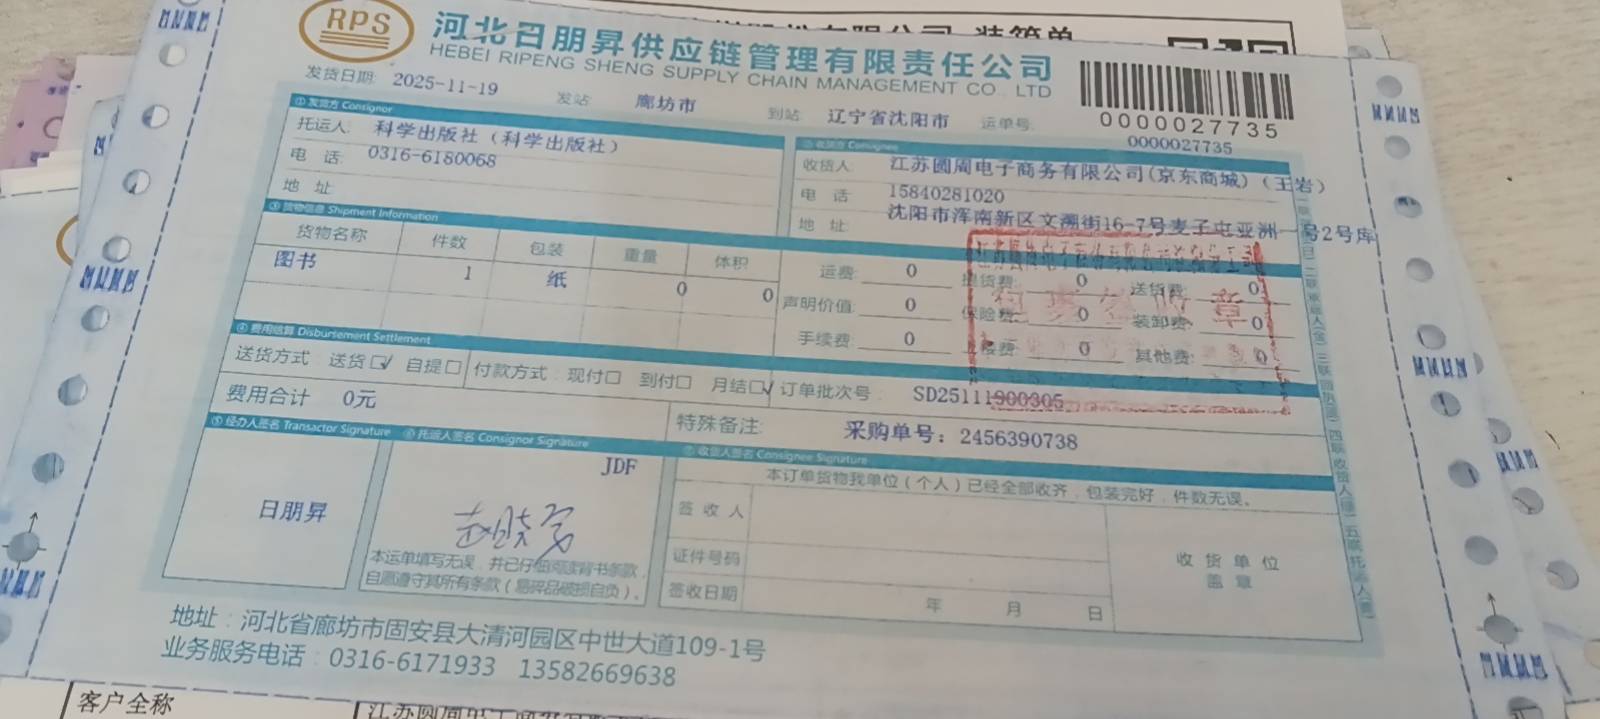 装箱单
RPS
河北日朋昇供应链管理有限责任公司
HEBEI RIPENG SHENG SUPPLY CHAIN MANAGEMENT CO., LTD
0000027735
0000027735
发货日期: 2025-11-19 发站: 廊坊市 到站: 辽宁省沈阳市 运单号:
①发货方 Consignor
托运人: 科学出版社（科学出版社）
电 话: 0316-6180068
地 址
②收货方 Consignee
收货人 江苏圆周电子商务有限公司(京东商城)（王岩）
电 话 15840281020
地 址: 沈阳市浑南新区文溯街16-7号麦子屯亚洲一号2号库
③货物信息 Shipment Information
货物名称 件数 包装 重量 体积
图书 1 纸 0 0
运费: 0 提货费: 0 送货费: 0
声明价值: 0 保险费: 0 装卸费: 0
手续费: 0 楼费: 0 其他费: 0
④费用结算 Disbursement Settlement
送货方式 送货☑ 自提□ 付款方式: 现付□ 到付□ 月结☑ 订单批次号: SD25111900305
费用合计 0元
特殊备注: 采购单号：2456390738
⑤经办人签名 Transactor Signature
日朋昇
⑥托运人签名 Consignor Signature
JDF
本运单填写无误，并已仔细阅读背书条款，
自愿遵守其所有条款（易碎品破损自负）。
⑦收货人签名 Consignee Signature
本订单货物我单位（个人）已经全部收齐，包装完好，件数无误。
签 收 人
证件号码
签收日期 年 月 日
收 货 单 位
盖 章
地址：河北省廊坊市固安县大清河园区中世大道109-1号
业务服务电话：0316-6171933 13582669638
客户全称